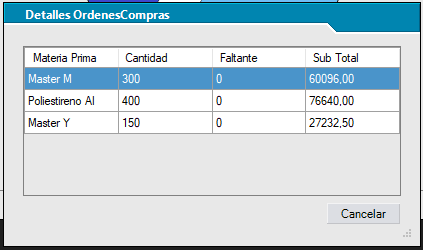 Detalles OrdenesCompras
Materia Prima Cantidad Faltante Sub Total
Master M 300 0 60096,00
Poliestireno Al 400 0 76640,00
Master Y 150 0 27232,50
Cancelar